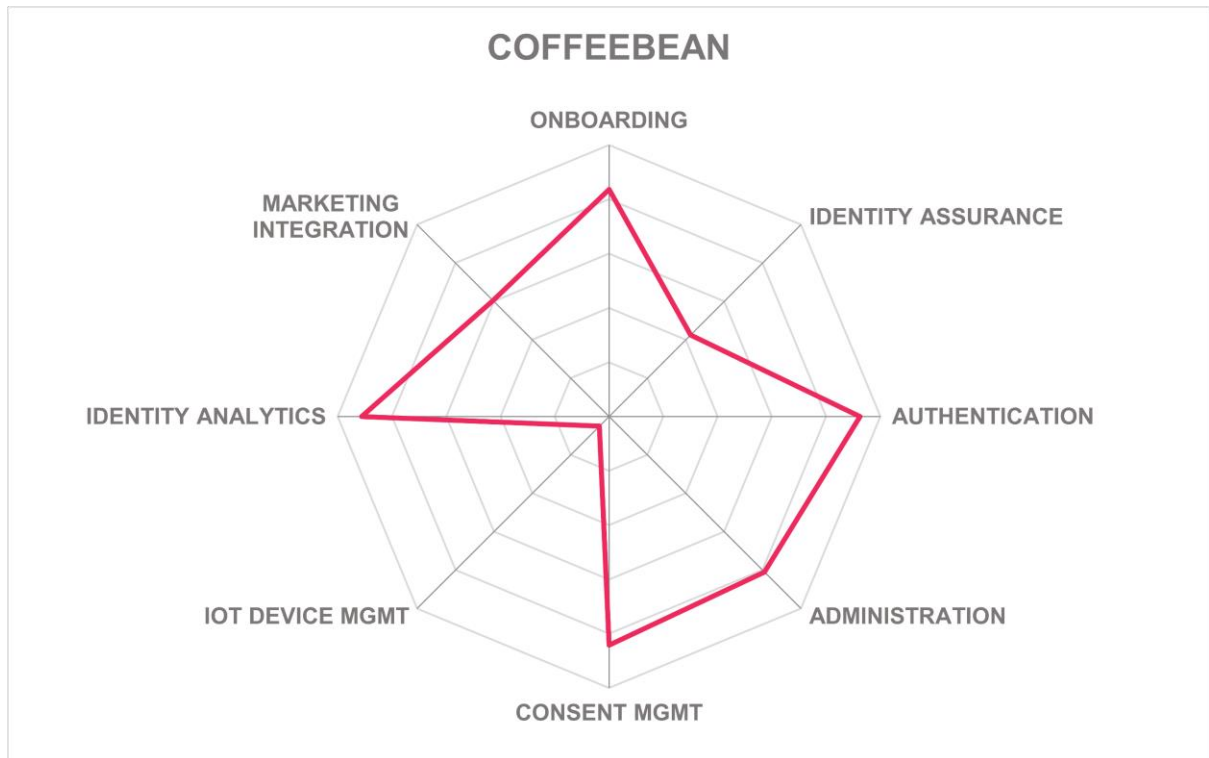 COFFEEBEAN
ONBOARDING
MARKETING
INTEGRATION
IDENTITY ASSURANCE
IDENTITY ANALYTICS
AUTHENTICATION
IOT DEVICE MGMT
ADMINISTRATION
CONSENT MGMT